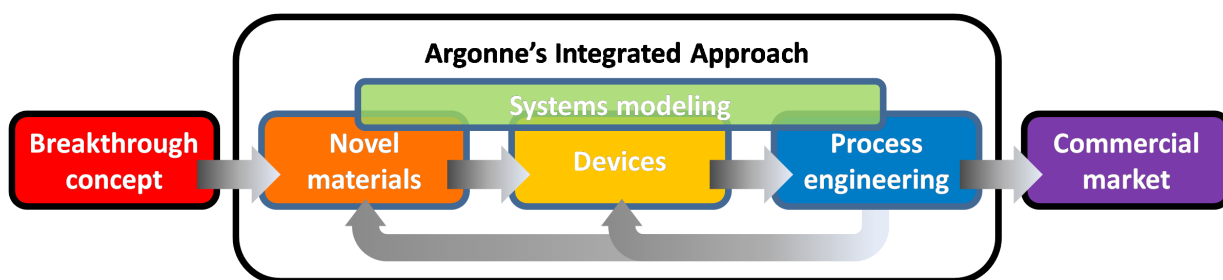 Argonne's Integrated Approach
Systems modeling
Breakthrough
concept
Novel
materials
Devices
Process
engineering
Commercial
market